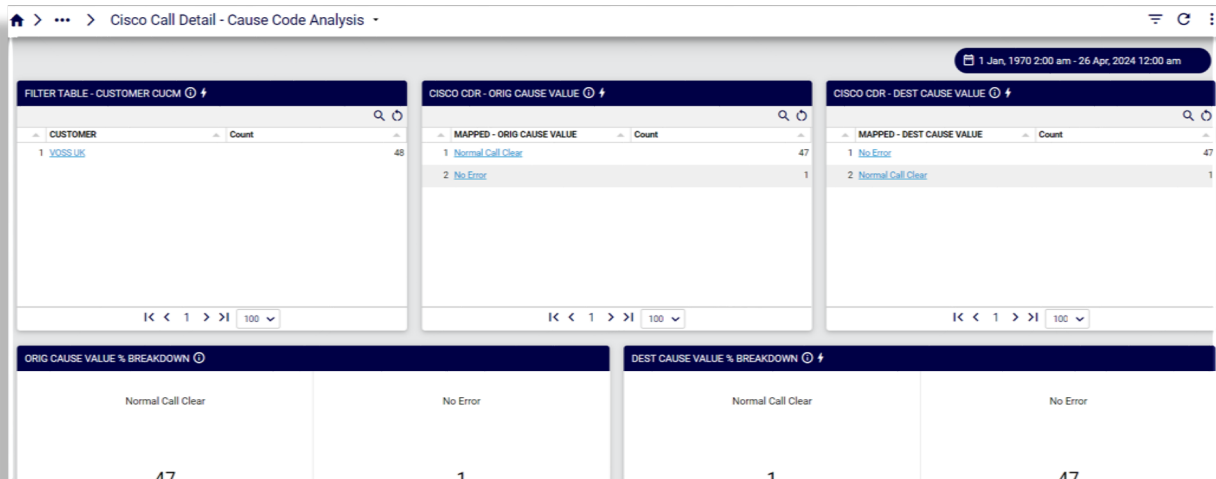 Cisco Call Detail - Cause Code Analysis
1 Jan, 1970 2:00 am - 26 Apr, 2024 12:00 am
FILTER TABLE - CUSTOMER CUCM
CUSTOMER Count
1 VOSS UK 48
1
100
CISCO CDR - ORIG CAUSE VALUE
MAPPED - ORIG CAUSE VALUE Count
1 Normal Call Clear 47
2 No Error 1
1
100
CISCO CDR - DEST CAUSE VALUE
MAPPED - DEST CAUSE VALUE Count
1 No Error 47
2 Normal Call Clear 1
1
100
ORIG CAUSE VALUE % BREAKDOWN
Normal Call Clear No Error
47 1
DEST CAUSE VALUE % BREAKDOWN
Normal Call Clear No Error
1 47